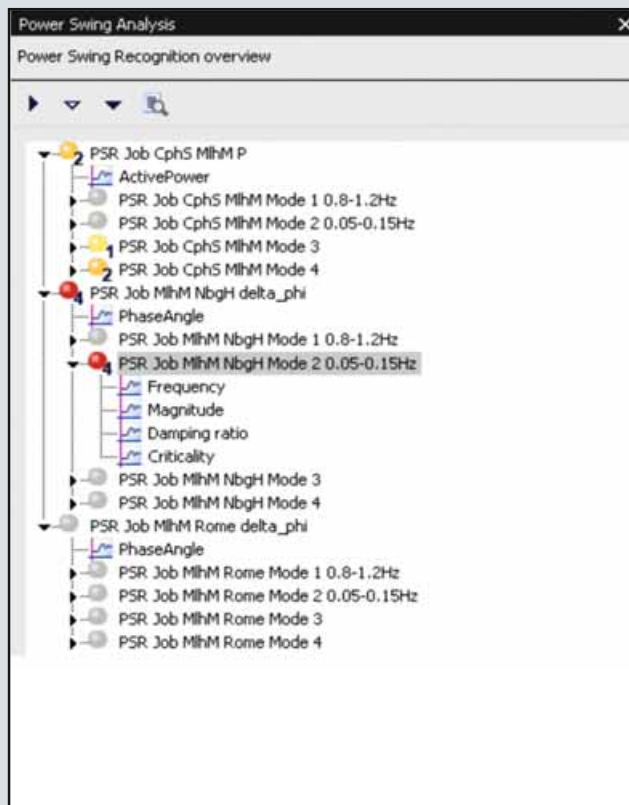 Power Swing Analysis
Power Swing Recognition overview
2 PSR Job CphS MlhM P
ActivePower
PSR Job CphS MlhM Mode 1 0.8-1.2Hz
PSR Job CphS MlhM Mode 2 0.05-0.15Hz
1 PSR Job CphS MlhM Mode 3
2 PSR Job CphS MlhM Mode 4
4 PSR Job MlhM NbgH delta_phi
PhaseAngle
PSR Job MlhM NbgH Mode 1 0.8-1.2Hz
4 PSR Job MlhM NbgH Mode 2 0.05-0.15Hz
Frequency
Magnitude
Damping ratio
Criticality
PSR Job MlhM NbgH Mode 3
PSR Job MlhM NbgH Mode 4
PSR Job MlhM Rome delta_phi
PhaseAngle
PSR Job MlhM Rome Mode 1 0.8-1.2Hz
PSR Job MlhM Rome Mode 2 0.05-0.15Hz
PSR Job MlhM Rome Mode 3
PSR Job MlhM Rome Mode 4